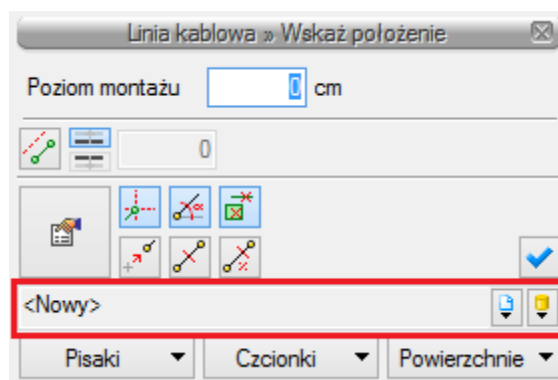 Linia kablowa » Wskaż położenie
Poziom montażu 0 cm
0
<Nowy>
Pisaki Czcionki Powierzchnie